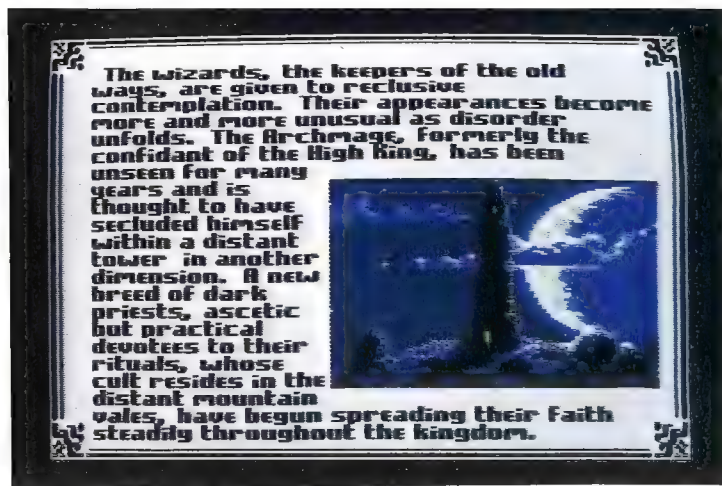 The wizards, the keepers of the old
ways, are given to reclusive
contemplation. Their appearances become
more and more unusual as disorder
unfolds. The Archmage, formerly the
confidant of the High King, has been
unseen for many
years and is
thought to have
secluded himself
within a distant
tower in another
dimension. A new
breed of dark
priests, ascetic
but practical
devotees to their
rituals, whose
cult resides in the
distant mountain
vales, have begun spreading their faith
steadily throughout the kingdom.